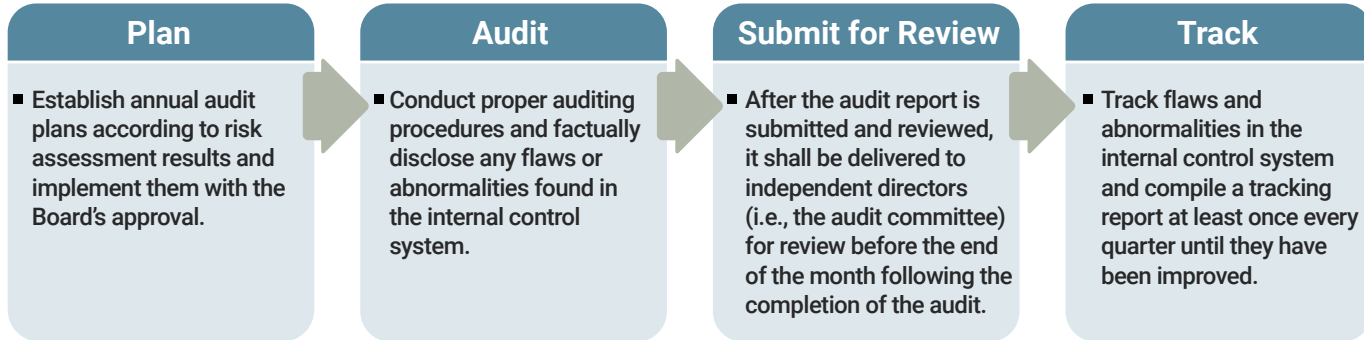 Plan
■ Establish annual audit
plans according to risk
assessment results and
implement them with the
Board's approval.
Audit
■ Conduct proper auditing
procedures and factually
disclose any flaws or
abnormalities found in
the internal control
system.
Submit for Review
■ After the audit report is
submitted and reviewed,
it shall be delivered to
independent directors
(i.e., the audit committee)
for review before the end
of the month following the
completion of the audit.
Track
■ Track flaws and
abnormalities in the
internal control system
and compile a tracking
report at least once every
quarter until they have
been improved.